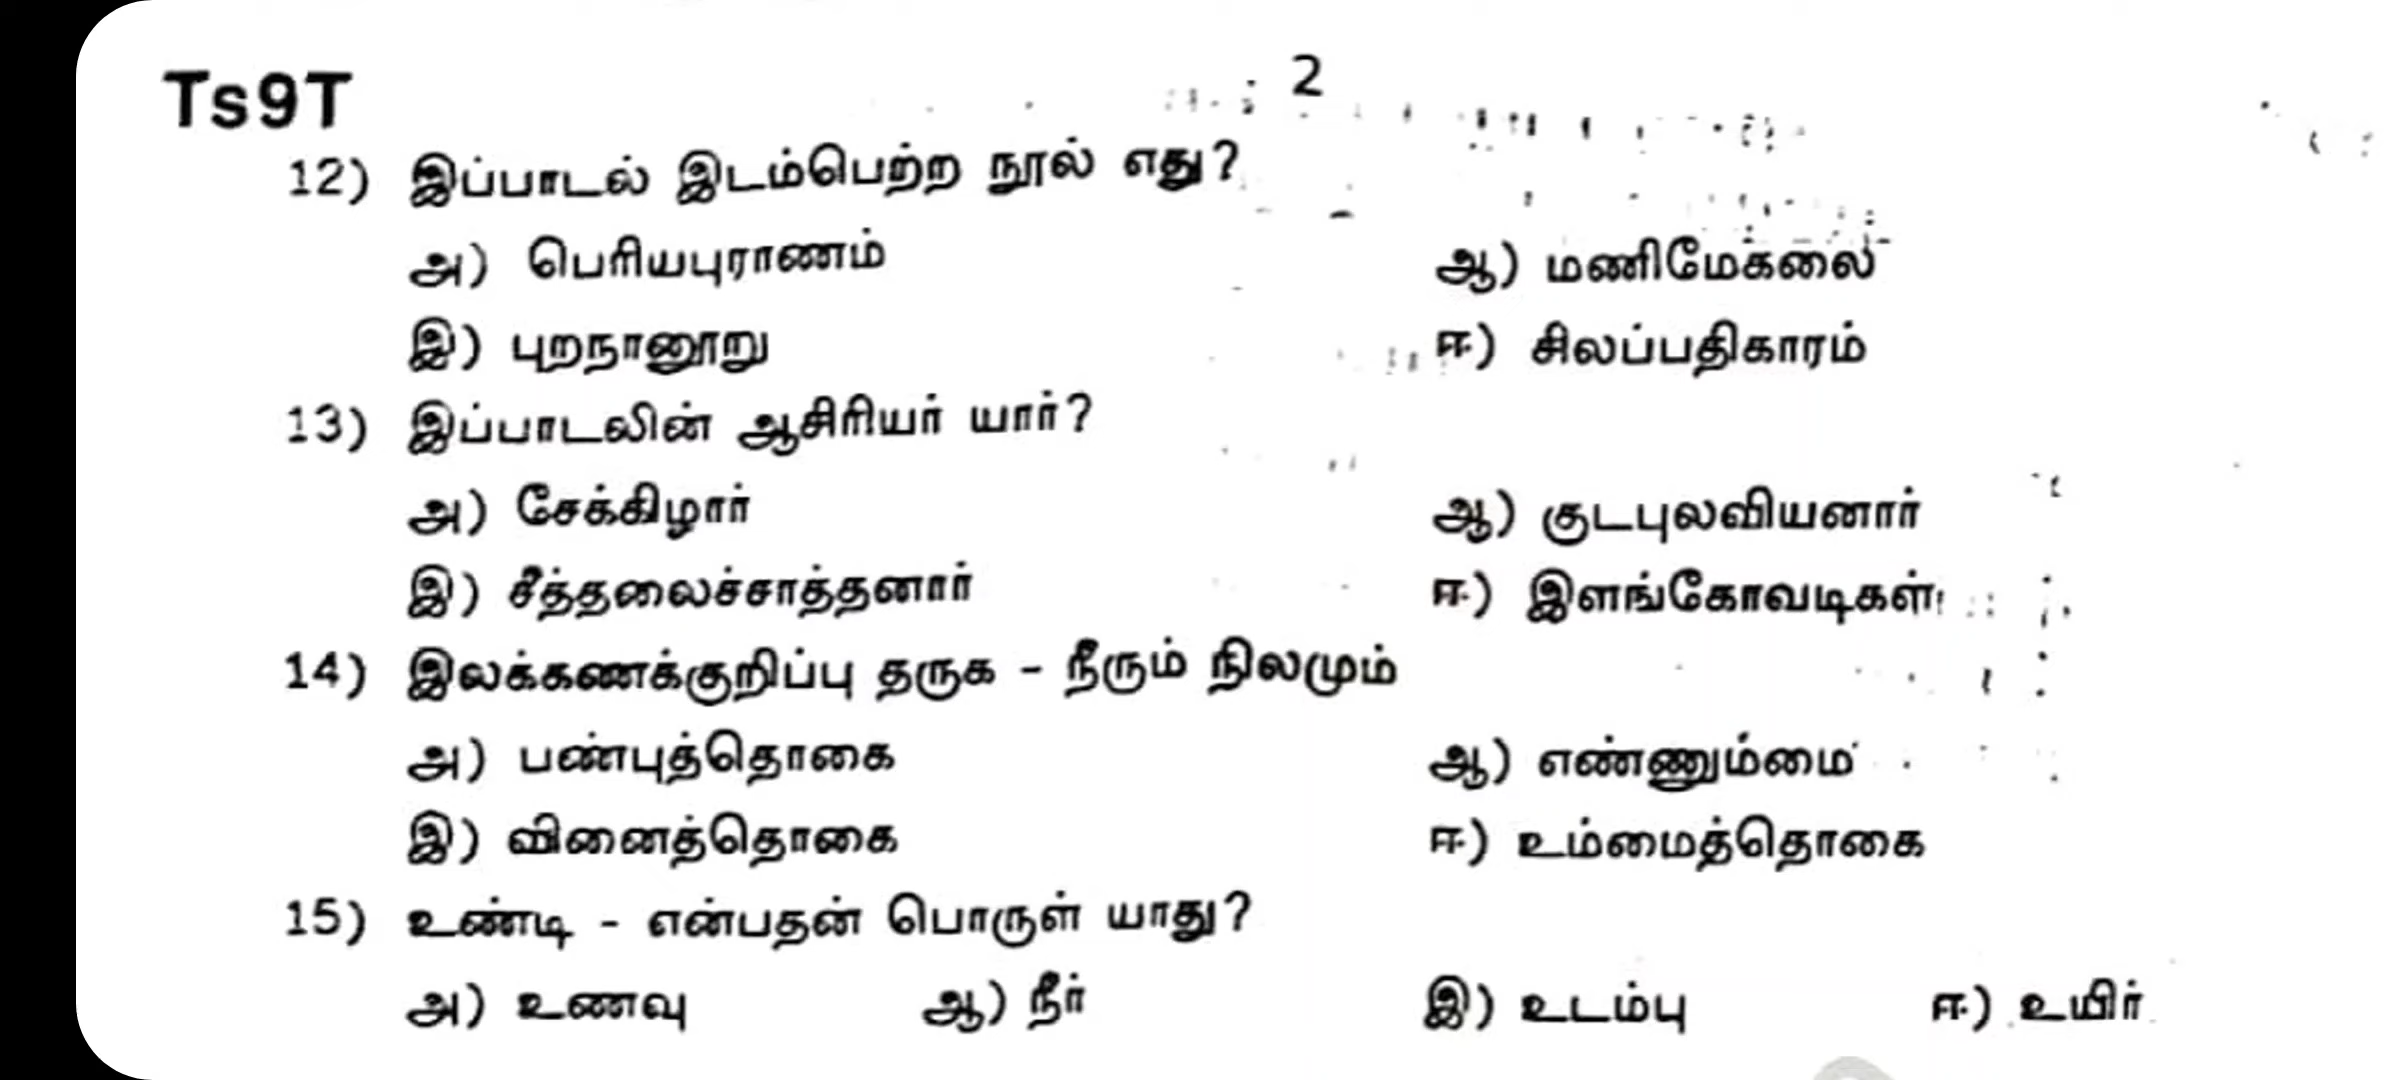 Ts9T
2
12) இப்பாடல் இடம்பெற்ற நூல் எது?
அ) பெரியபுராணம் ஆ) மணிமேகலை
இ) புறநானூறு ஈ) சிலப்பதிகாரம்
13) இப்பாடலின் ஆசிரியர் யார்?
அ) சேக்கிழார் ஆ) குடபுலவியனார்
இ) சீத்தலைச்சாத்தனார் ஈ) இளங்கோவடிகள்
14) இலக்கணக்குறிப்பு தருக - நீரும் நிலமும்
அ) பண்புத்தொகை ஆ) எண்ணும்மை
இ) வினைத்தொகை ஈ) உம்மைத்தொகை
15) உண்டி - என்பதன் பொருள் யாது?
அ) உணவு ஆ) நீர் இ) உடம்பு ஈ) உயிர்